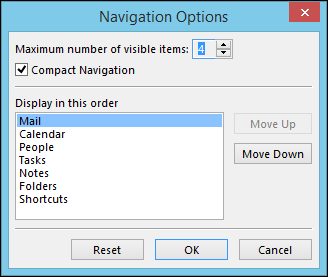 Navigation Options
Maximum number of visible items: 4
Compact Navigation
Display in this order
Mail
Calendar
People
Tasks
Notes
Folders
Shortcuts
Move Up
Move Down
Reset
OK
Cancel